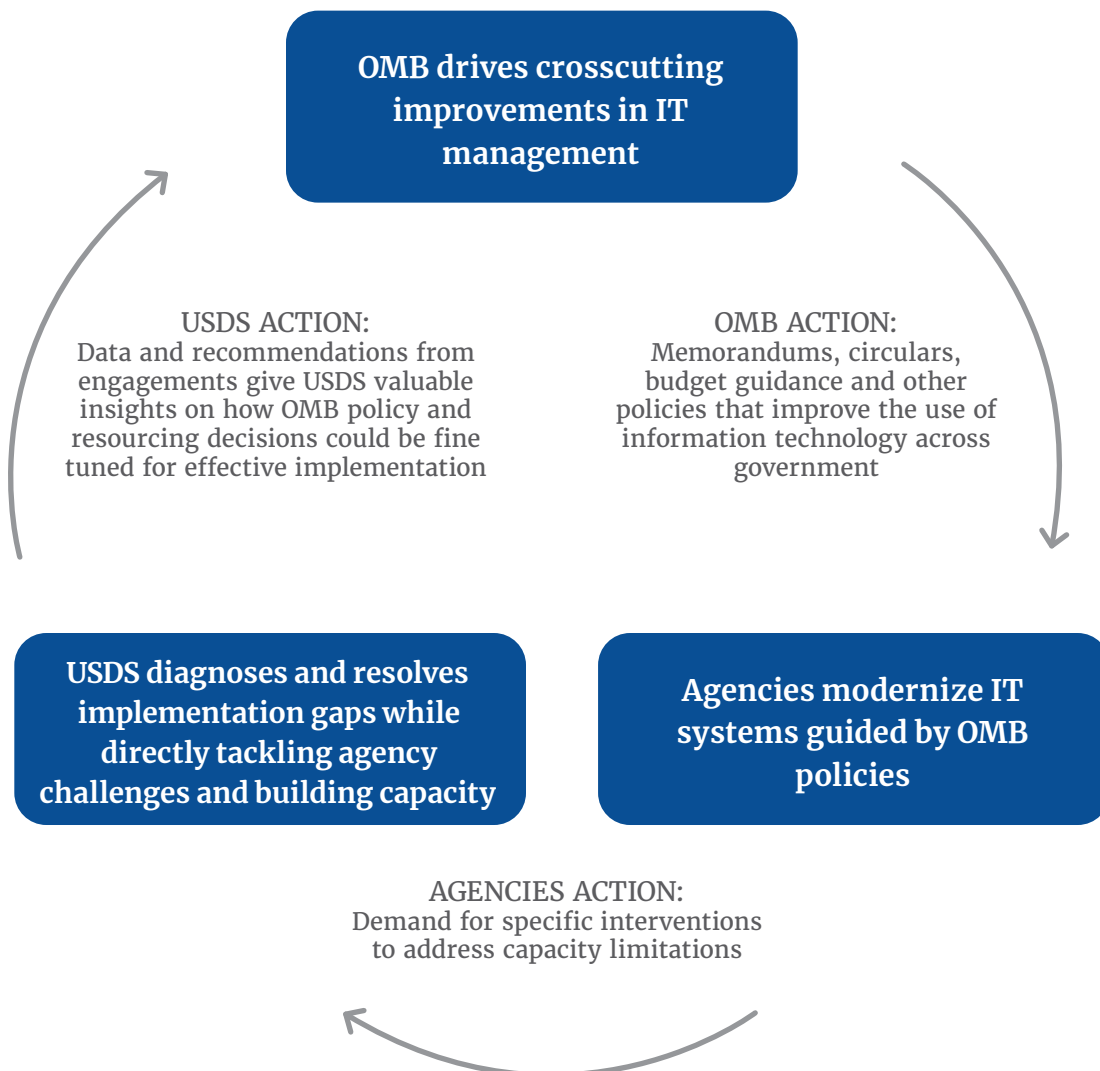 OMB drives crosscutting
improvements in IT
management
USDS ACTION:
Data and recommendations from
engagements give USDS valuable
insights on how OMB policy and
resourcing decisions could be fine
tuned for effective implementation
OMB ACTION:
Memorandums, circulars,
budget guidance and other
policies that improve the use of
information technology across
government
USDS diagnoses and resolves
implementation gaps while
directly tackling agency
challenges and building capacity
Agencies modernize IT
systems guided by OMB
policies
AGENCIES ACTION:
Demand for specific interventions
to address capacity limitations